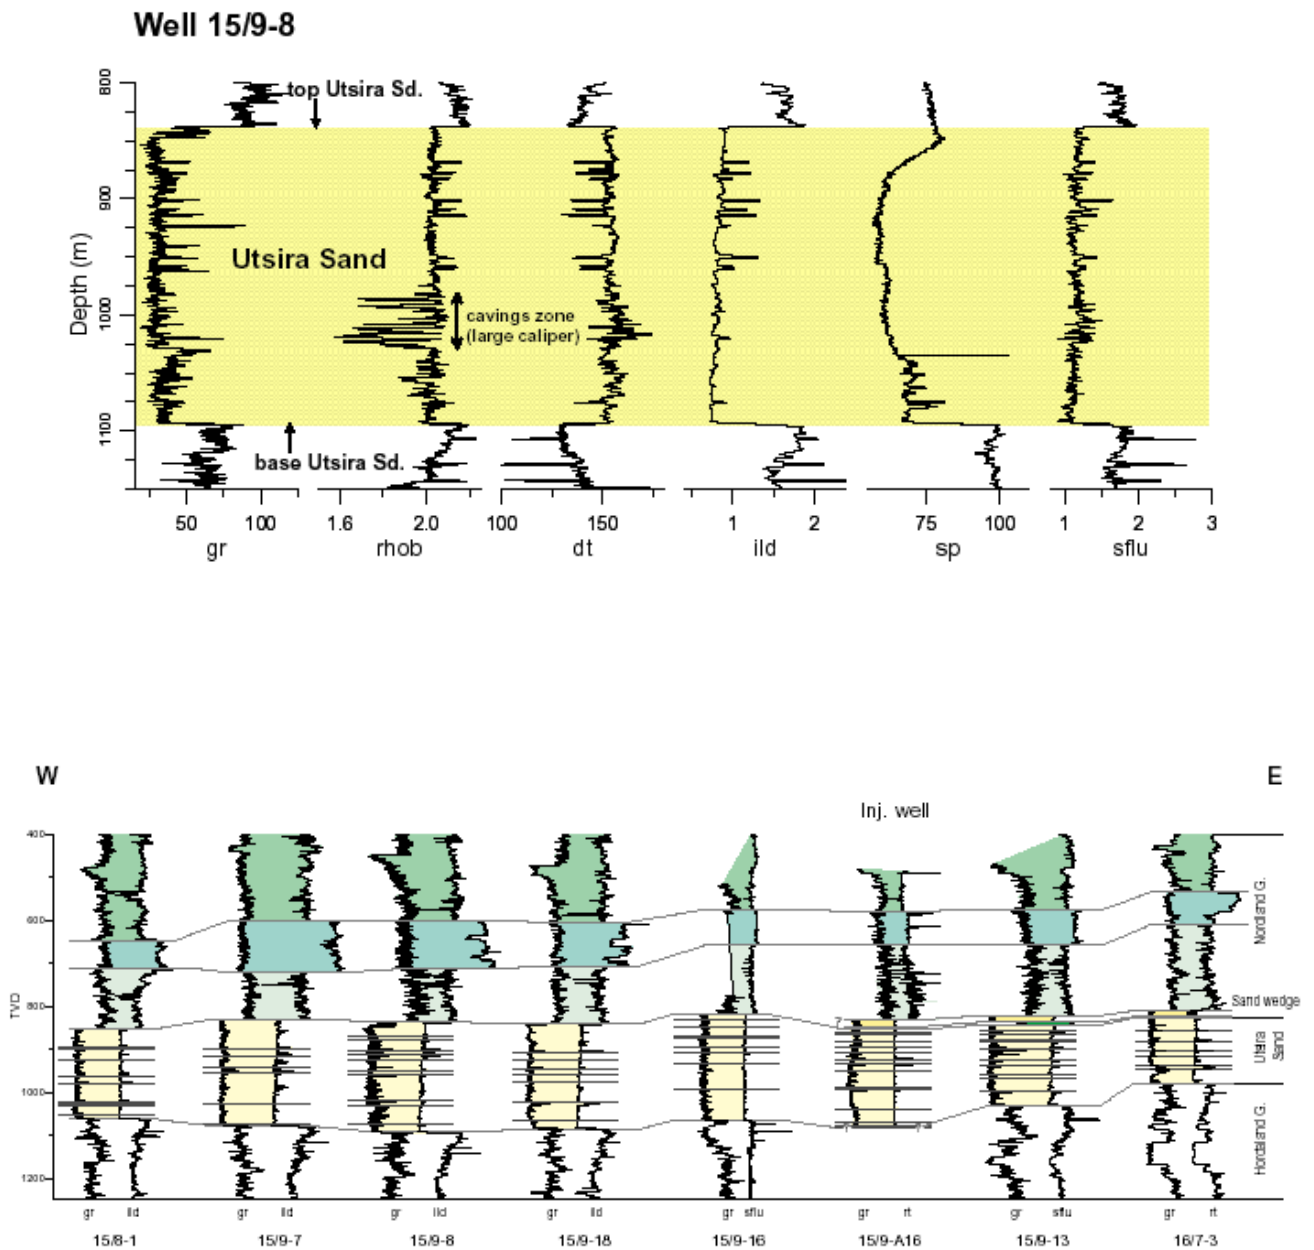 Well 15/9-8
800
top Utsira Sd.
900
Utsira Sand
Depth (m)
1000
cavings zone
(large caliper)
1100
base Utsira Sd.
50 100 1.6 2.0 100 150 1 2 75 100 1 2 3
gr rhob dt ild sp sflu
W E
Inj. well
400
Nordland G.
600
TVD
800
Sand wedge
Utsira
Sand
1000
Hordaland G.
1200
gr ild gr ild gr ild gr ild gr sflu gr rt gr sflu gr rt
15/8-1 15/9-7 15/9-8 15/9-18 15/9-16 15/9-A16 15/9-13 16/7-3